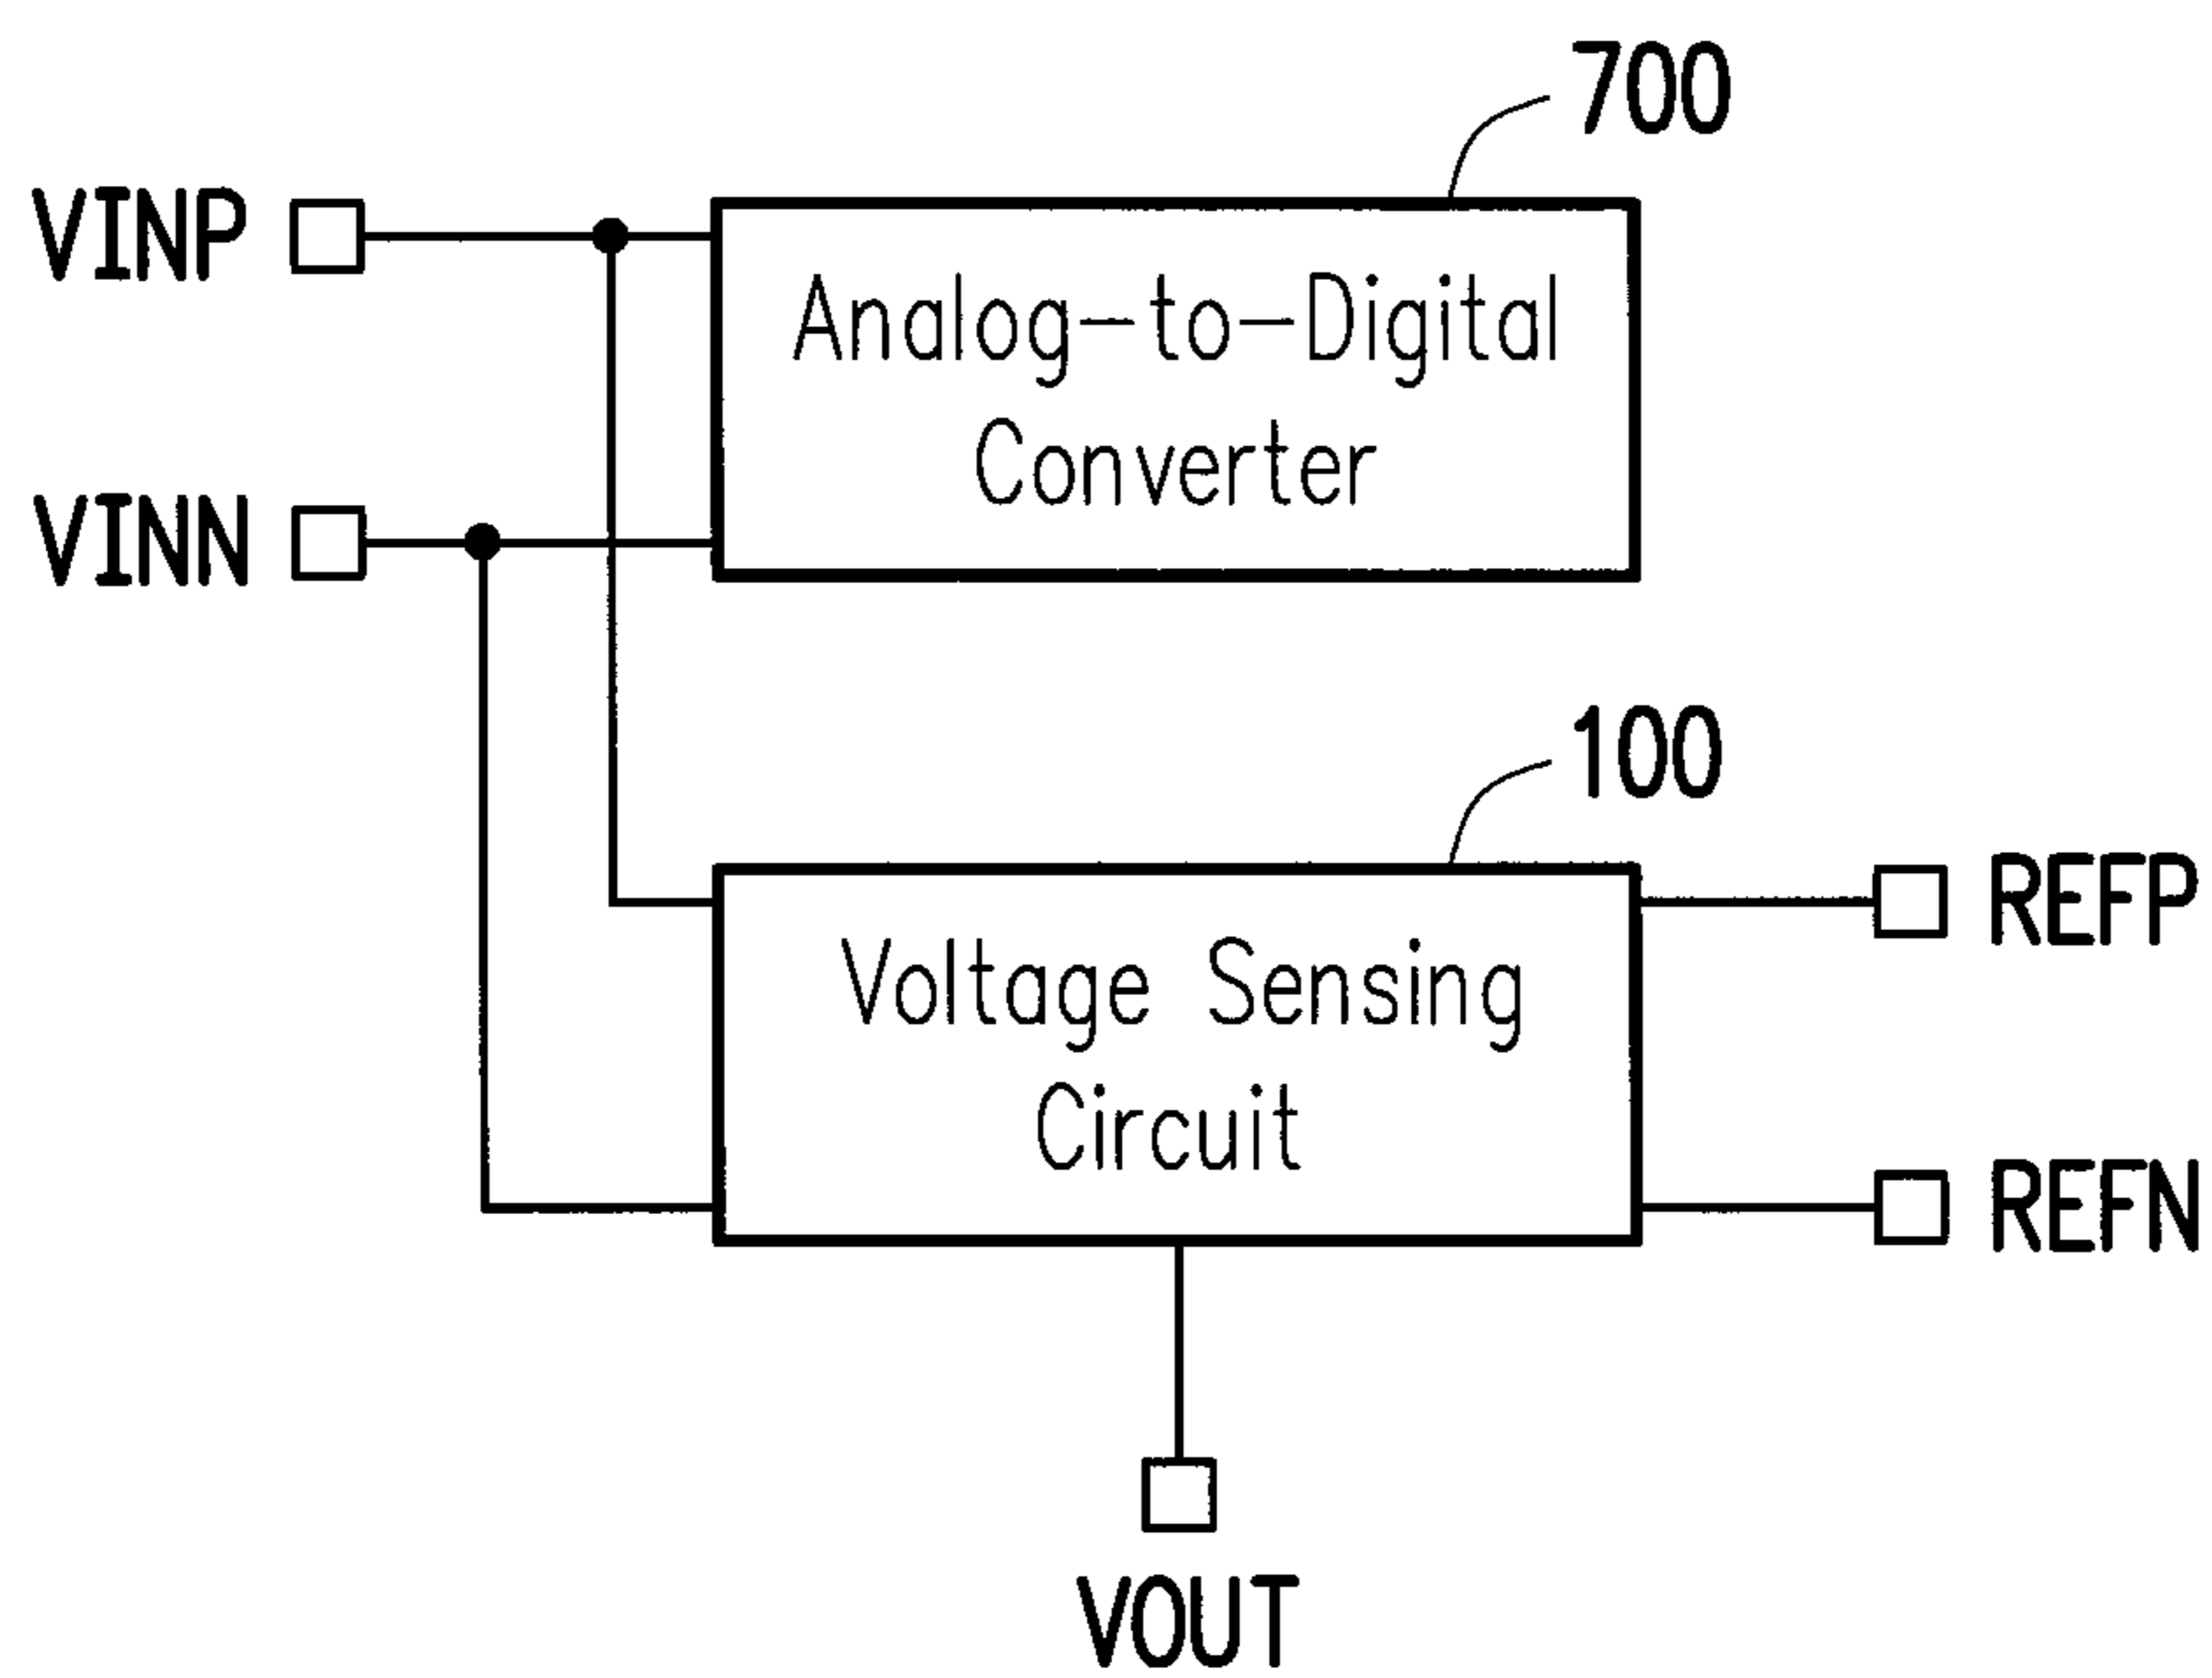 700
VINP
Analog-to-Digital
Converter
VINN
100
REFP
Voltage Sensing
Circuit
REFN
VOUT